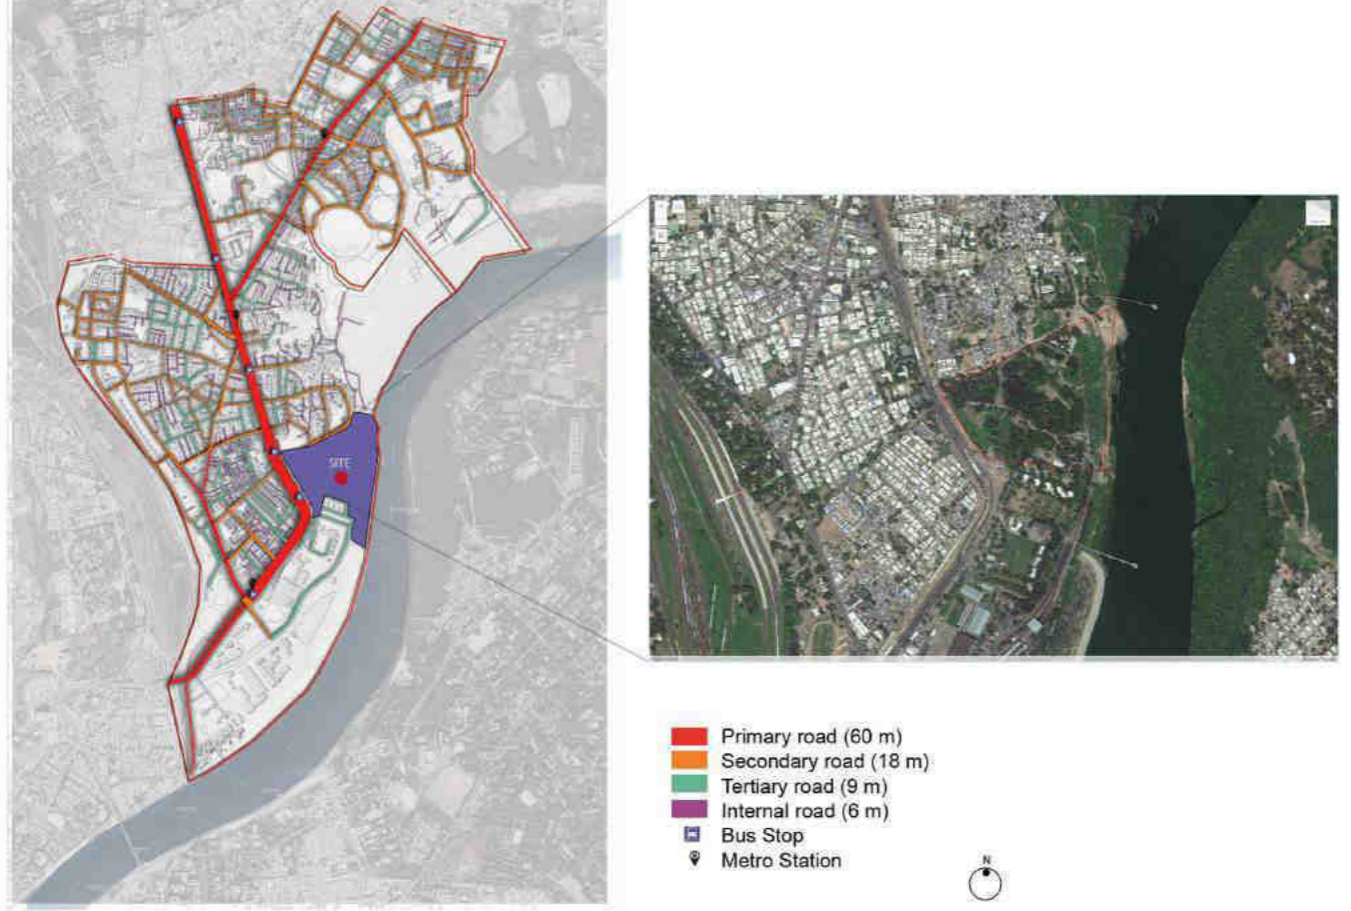 SITE
Primary road (60 m)
Secondary road (18 m)
Tertiary road (9 m)
Internal road (6 m)
Bus Stop
Metro Station
N